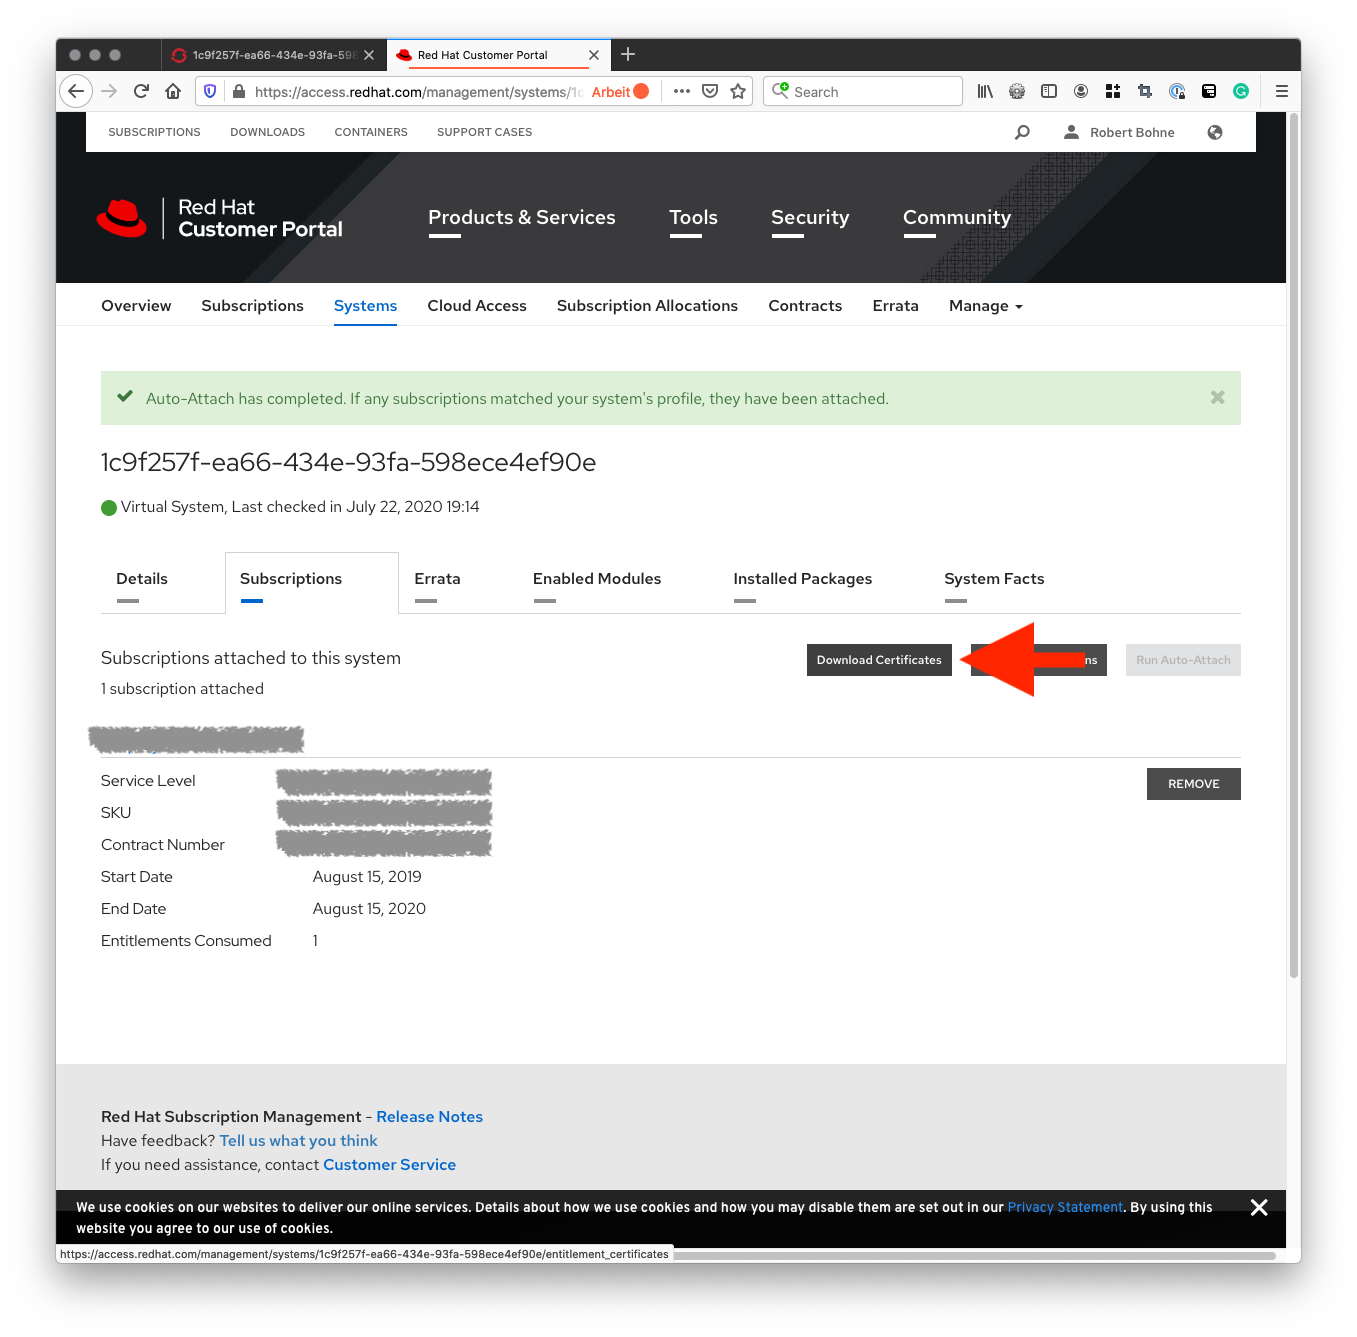 1c9f257f-ea66-434e-93fa-598
Red Hat Customer Portal
https://access.redhat.com/management/systems/1c
Arbeit
Search
SUBSCRIPTIONS DOWNLOADS CONTAINERS SUPPORT CASES
Robert Bohne
Red Hat
Customer Portal
Products & Services Tools Security Community
Overview Subscriptions Systems Cloud Access Subscription Allocations Contracts Errata Manage
Auto-Attach has completed. If any subscriptions matched your system's profile, they have been attached.
1c9f257f-ea66-434e-93fa-598ece4ef90e
Virtual System, Last checked in July 22, 2020 19:14
Details Subscriptions Errata Enabled Modules Installed Packages System Facts
Subscriptions attached to this system
Download Certificates
Run Auto-Attach
1 subscription attached
Service Level
REMOVE
SKU
Contract Number
Start Date August 15, 2019
End Date August 15, 2020
Entitlements Consumed 1
Red Hat Subscription Management - Release Notes
Have feedback? Tell us what you think
If you need assistance, contact Customer Service
We use cookies on our websites to deliver our online services. Details about how we use cookies and how you may disable them are set out in our Privacy Statement. By using this
website you agree to our use of cookies.
https://access.redhat.com/management/systems/1c9f257f-ea66-434e-93fa-598ece4ef90e/entitlement_certificates